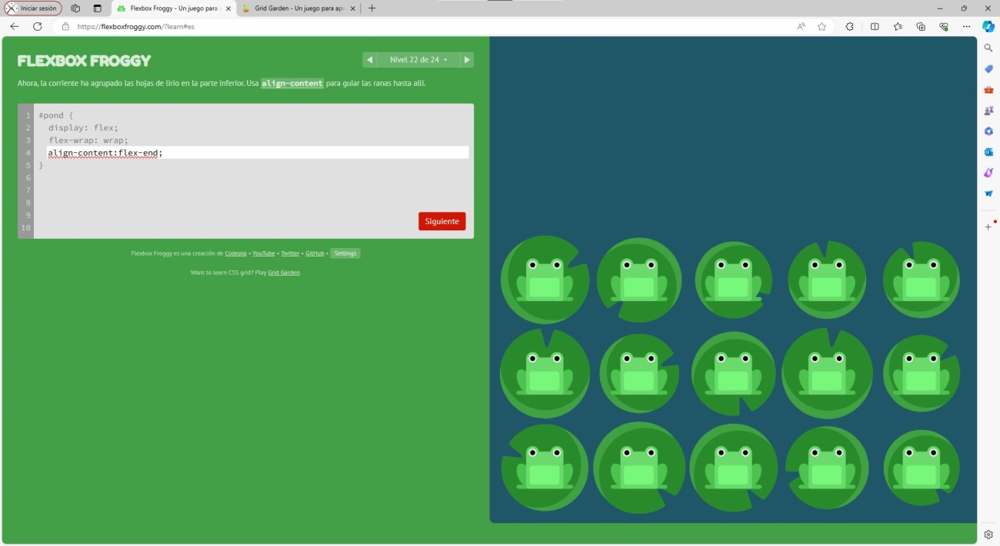 Iniciar sesión
Flexbox Froggy - Un juego para a
Grid Garden - Un juego para apr
https://flexboxfroggy.com/?learn#es
FLEXBOX FROGGY
Nivel 22 de 24
Ahora, la corriente ha agrupado las hojas de lirio en la parte inferior. Usa align-content para guiar las ranas hasta allí.
1 #pond {
2 display: flex;
3 flex-wrap: wrap;
4 align-content:flex-end;
5 }
6
7
8
9
10
Siguiente
Flexbox Froggy es una creación de Codepip • YouTube • Twitter • GitHub • Settings
Want to learn CSS grid? Play Grid Garden.